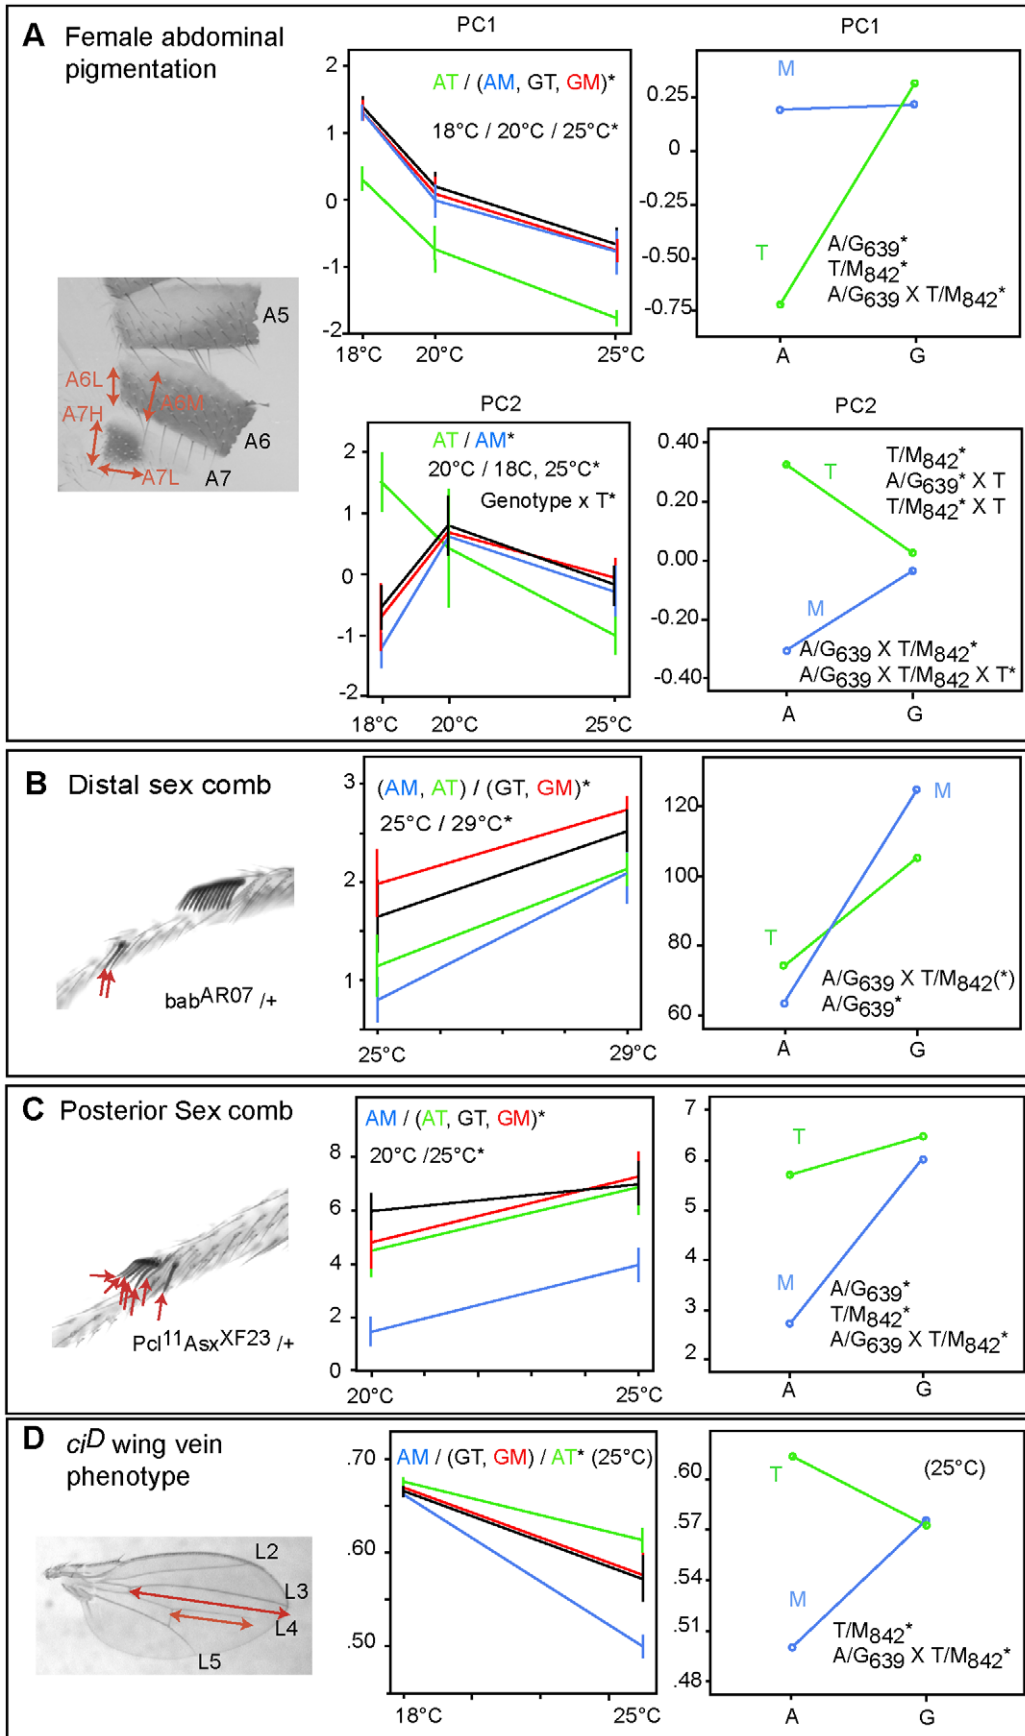 A Female abdominal
pigmentation
A5
A6L
A6M
A7H
A6
A7L
A7
PC1
AT / (AM, GT, GM)*
18°C / 20°C / 25°C*
2
1
0
-1
-2
18°C 20°C 25°C
PC1
M
0.25
0
-0.25
-0.50
-0.75
T
A/G639*
T/M842*
A/G639 X T/M842*
A G
PC2
AT / AM*
20°C / 18C, 25°C*
Genotype x T*
2
1
0
-1
-2
18°C 20°C 25°C
PC2
0.40
0.20
0.00
-0.20
-0.40
T
T/M842*
A/G639* X T
T/M842* X T
M
A/G639 X T/M842*
A/G639 X T/M842 X T*
A G
B Distal sex comb
babAR07 /+
(AM, AT) / (GT, GM)*
25°C / 29°C*
3
2
1
25°C 29°C
120
100
80
60
M
T
A/G639 X T/M842(*)
A/G639*
A G
C Posterior Sex comb
Pcl11AsxXF23 /+
AM / (AT, GT, GM)*
20°C /25°C*
8
6
4
2
0
20°C 25°C
7
6
5
4
3
2
T
M
A/G639*
T/M842*
A/G639 X T/M842*
A G
D ciD wing vein
phenotype
L2
L3
L4
L5
AM / (GT, GM) / AT* (25°C)
.70
.60
.50
18°C 25°C
(25°C)
.60
.57
.54
.51
.48
T
M
T/M842*
A/G639 X T/M842*
A G